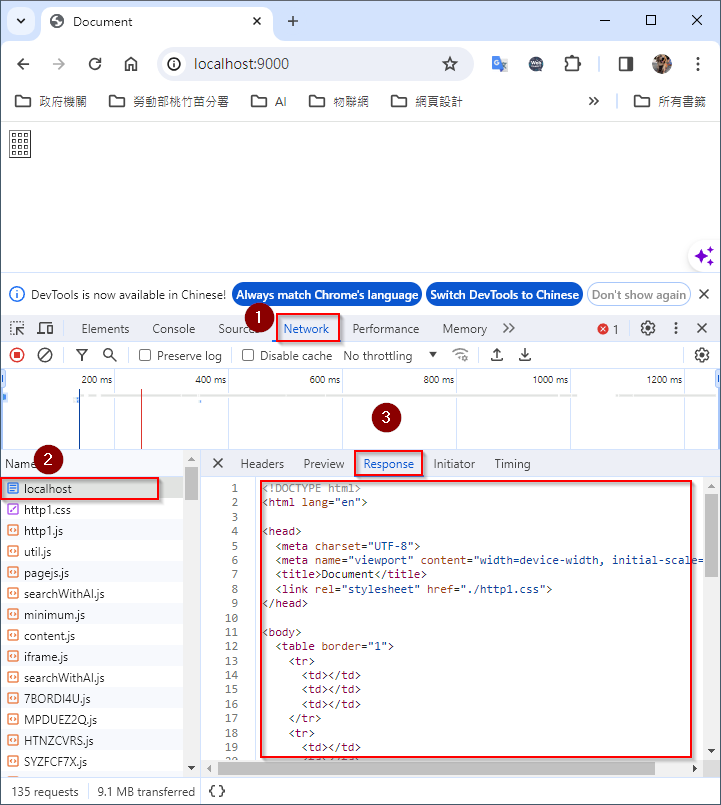 Document
localhost:9000
政府機關 勞動部桃竹苗分署 AI 物聯網 網頁設計 所有書籤
DevTools is now available in Chinese! Always match Chrome's language Switch DevTools to Chinese Don't show again
1
Elements Console Sources Network Performance Memory 1
Preserve log Disable cache No throttling
200 ms 400 ms 600 ms 800 ms 1000 ms 1200 ms
3
2
Name Headers Preview Response Initiator Timing
localhost
http1.css
http1.js
util.js
pagejs.js
searchWithAI.js
minimum.js
content.js
iframe.js
searchWithAI.js
7BORDI4U.js
MPDUEZ2Q.js
HTNZCVRS.js
SYZFCF7X.js
1 <!DOCTYPE html>
2 <html lang="en">
3
4 <head>
5 <meta charset="UTF-8">
6 <meta name="viewport" content="width=device-width, initial-scale=
7 <title>Document</title>
8 <link rel="stylesheet" href="./http1.css">
9 </head>
10
11 <body>
12 <table border="1">
13 <tr>
14 <td></td>
15 <td></td>
16 <td></td>
17 </tr>
18 <tr>
19 <td></td>
20 <td></td>
135 requests 9.1 MB transferred {}